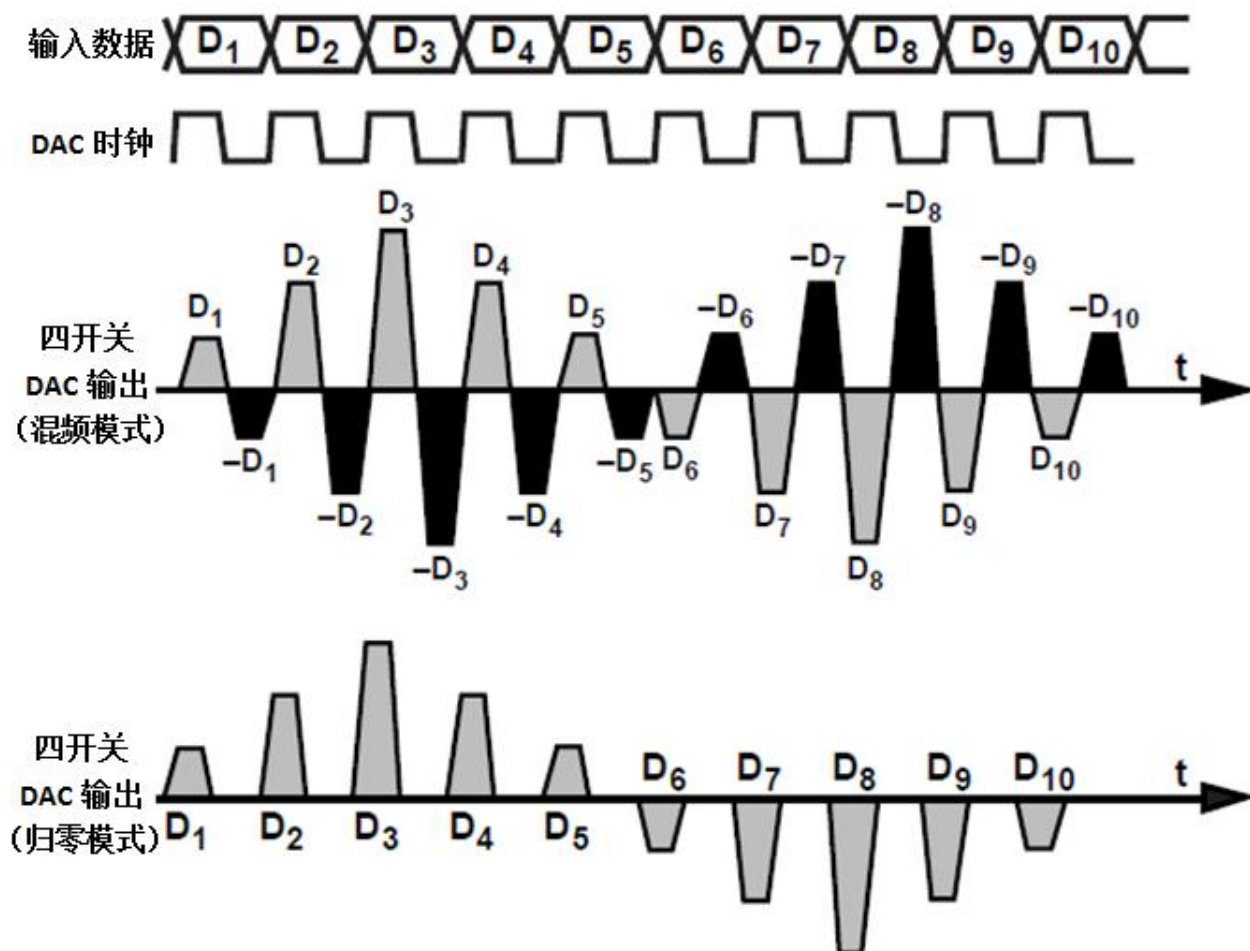 输入数据 D1 D2 D3 D4 D5 D6 D7 D8 D9 D10
DAC 时钟
D3 –D8
D2 D4 –D7 –D9
D1 D5 –D6 –D10
四开关
DAC 输出
(混频模式)
t
–D1 –D5 D6 D10
–D2 –D4 D7 D9
–D3 D8
四开关
DAC 输出
(归零模式)
D6 D7 D8 D9 D10 t
D1 D2 D3 D4 D5